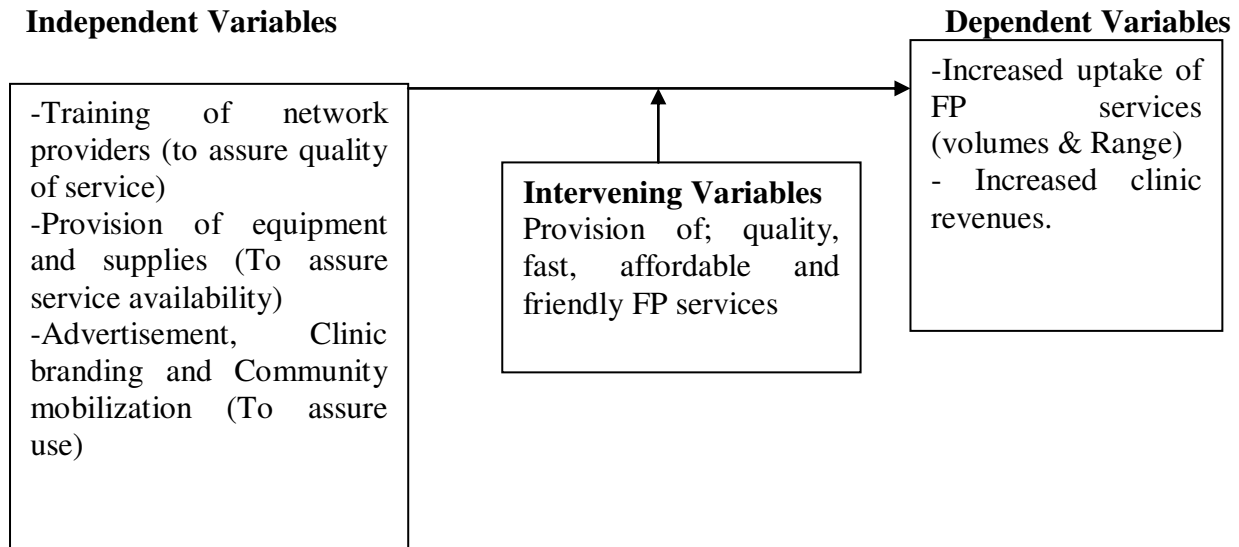 Independent Variables
Dependent Variables
-Training of network
providers (to assure quality
of service)
-Provision of equipment
and supplies (To assure
service availability)
-Advertisement, Clinic
branding and Community
mobilization (To assure
use)
Intervening Variables
Provision of; quality,
fast, affordable and
friendly FP services
-Increased uptake of
FP services
(volumes & Range)
- Increased clinic
revenues.